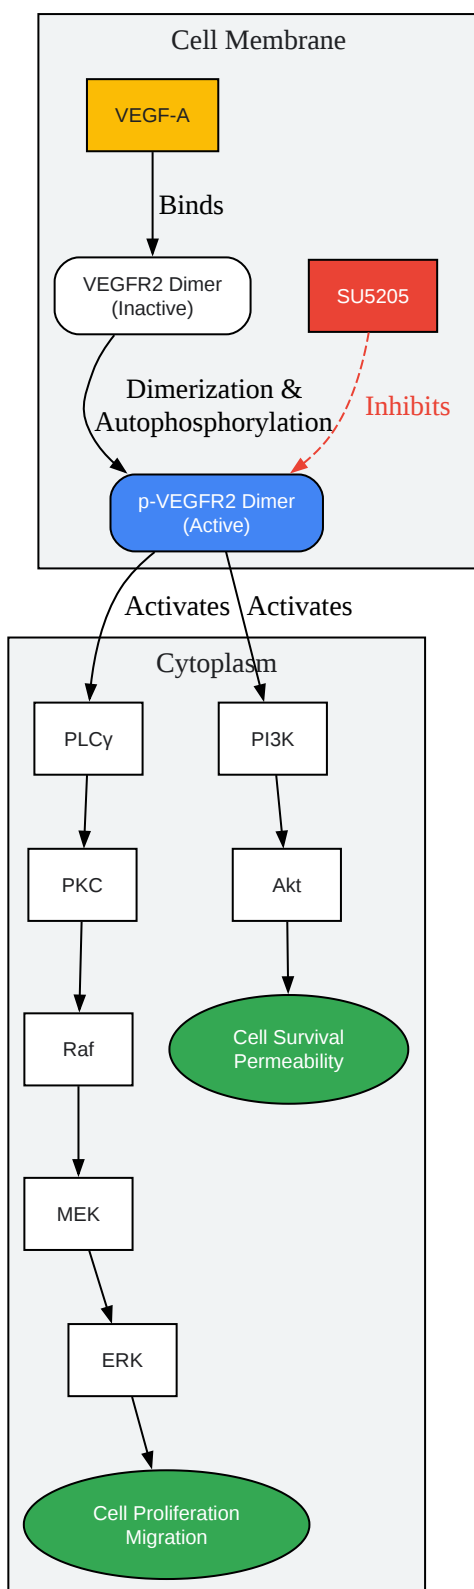 Cell Membrane
VEGF-A
Binds
VEGFR2 Dimer
(Inactive)
SU5205
Dimerization &
Autophosphorylation
Inhibits
p-VEGFR2 Dimer
(Active)
Activates
Activates
Cytoplasm
PLCγ
PI3K
PKC
Akt
Raf
Cell Survival
Permeability
MEK
ERK
Cell Proliferation
Migration